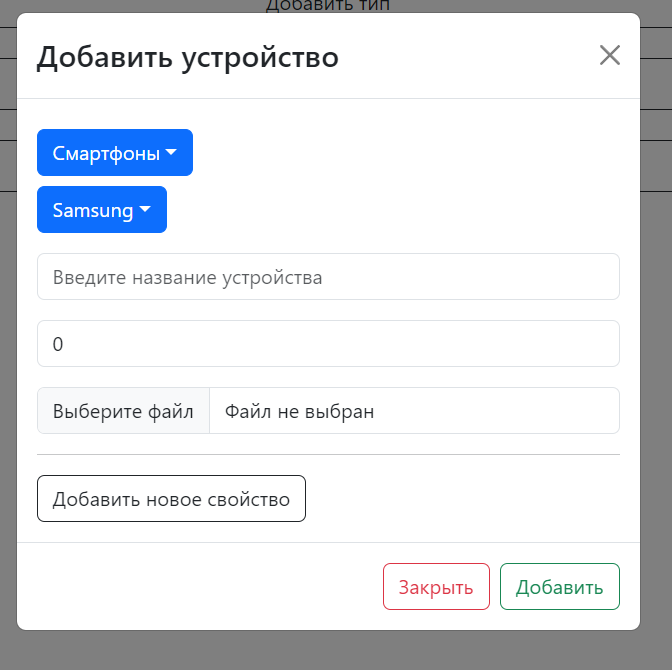 Добавить тип
Добавить устройство
Смартфоны
Samsung
Введите название устройства
0
Выберите файл Файл не выбран
Добавить новое свойство
Закрыть Добавить